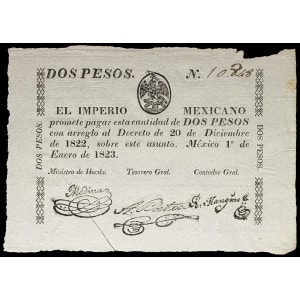 DOS PESOS. N. 10
EL IMPERIO MEXICANO
promete pagar esta cantidad de DOS PESOS
con arreglo al Decreto de 20 de Diciembre
de 1822, sobre este asunto. México 1º de
Enero de 1823.
Ministro de Hacda. Tesorero Gral. Contador Gral.
DOS PESOS.
DOS PESOS.